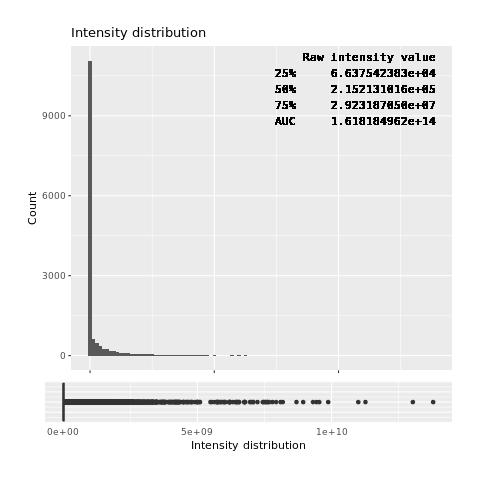 Intensity distribution
Raw intensity value
25% 6.637542383e+04
50% 2.152131016e+05
75% 2.923187050e+07
AUC 1.618184962e+14
9000
6000
3000
0
Count
0e+00 5e+09 1e+10
Intensity distribution